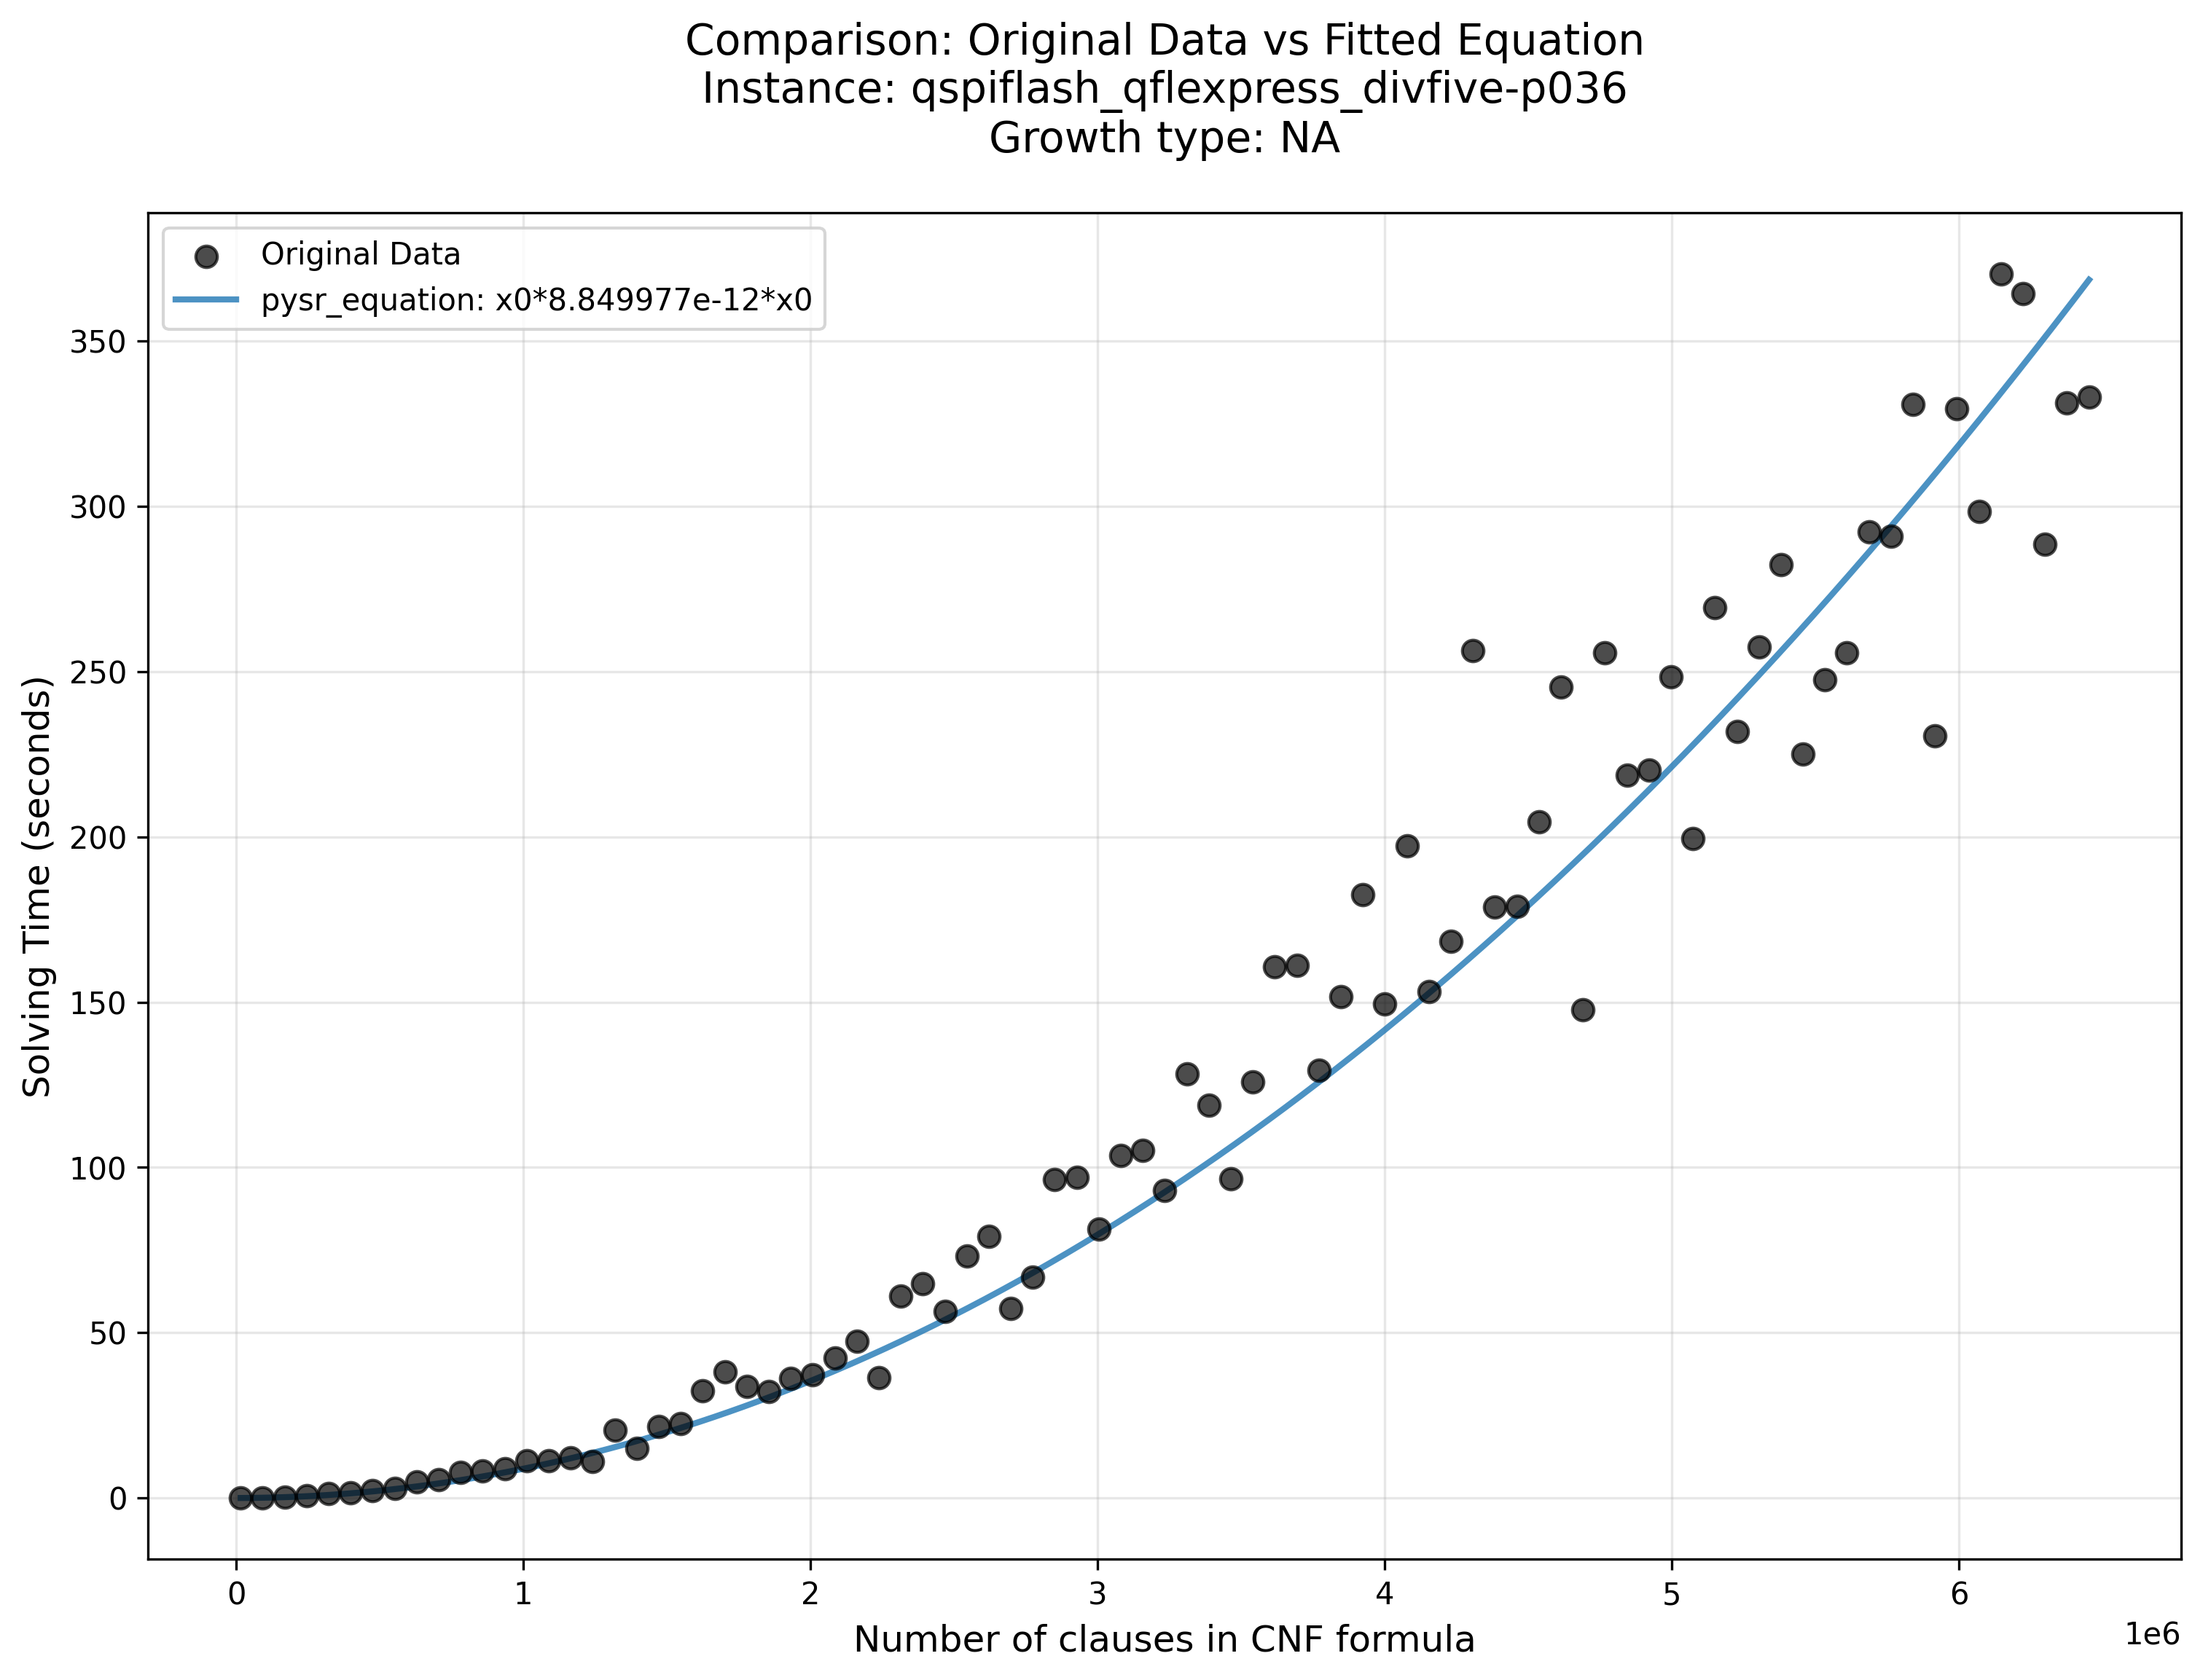 Comparison: Original Data vs Fitted Equation
Instance: qspiflash_qflexpress_divfive-p036
Growth type: NA
Original Data
pysr_equation: x0*8.849977e-12*x0
350
300
250
200
150
100
50
0
Solving Time (seconds)
0 1 2 3 4 5 6
1e6
Number of clauses in CNF formula